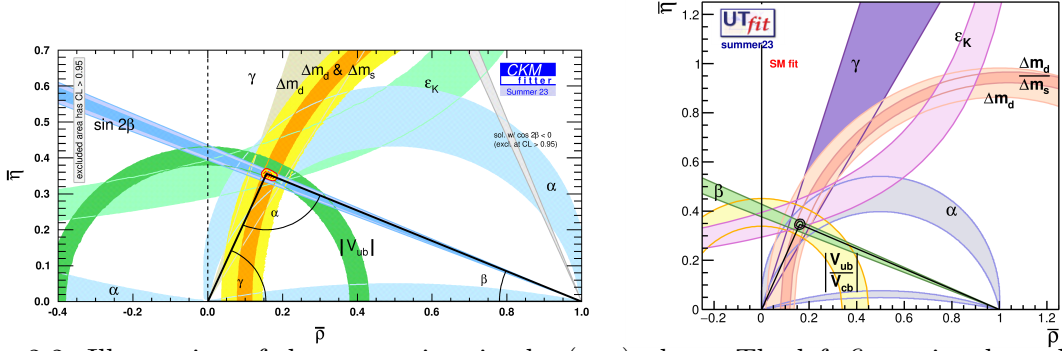 excluded area has CL > 0.95
γ
Δm_d
Δm_d & Δm_s
ε_K
CKM
fitter
Summer 23
sin 2β
sol. w/ cos 2β < 0
(excl. at CL > 0.95)
α
α
α
|V_ub|
γ
β
η̅
0.7
0.6
0.5
0.4
0.3
0.2
0.1
0.0
-0.4
-0.2
0.0
0.2
0.4
0.6
0.8
1.0
ρ̅
UTfit
summer23
SM fit
γ
ε_K
Δm_d
Δm_s
Δm_d
β
α
V_ub
V_cb
η̅
1.2
1
0.8
0.6
0.4
0.2
0
−0.2
0
0.2
0.4
0.6
0.8
1
1.2
ρ̅